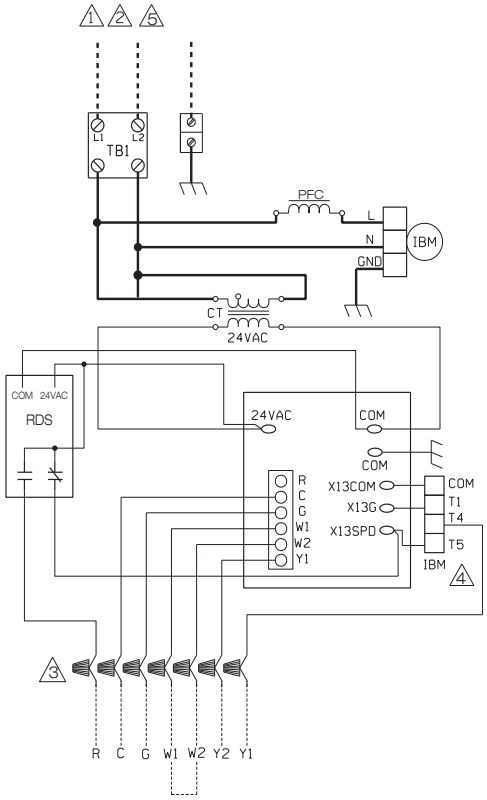 1 2 5
L1 L2
TB1
PFC
L
N
IBM
GND
CT
24VAC
COM 24VAC
RDS
24VAC
COM
COM
R
C
G
W1
W2
Y1
X13COM
X13G
X13SPD
COM
T1
T4
T5
IBM
4
3
R C G W1 W2 Y2 Y1